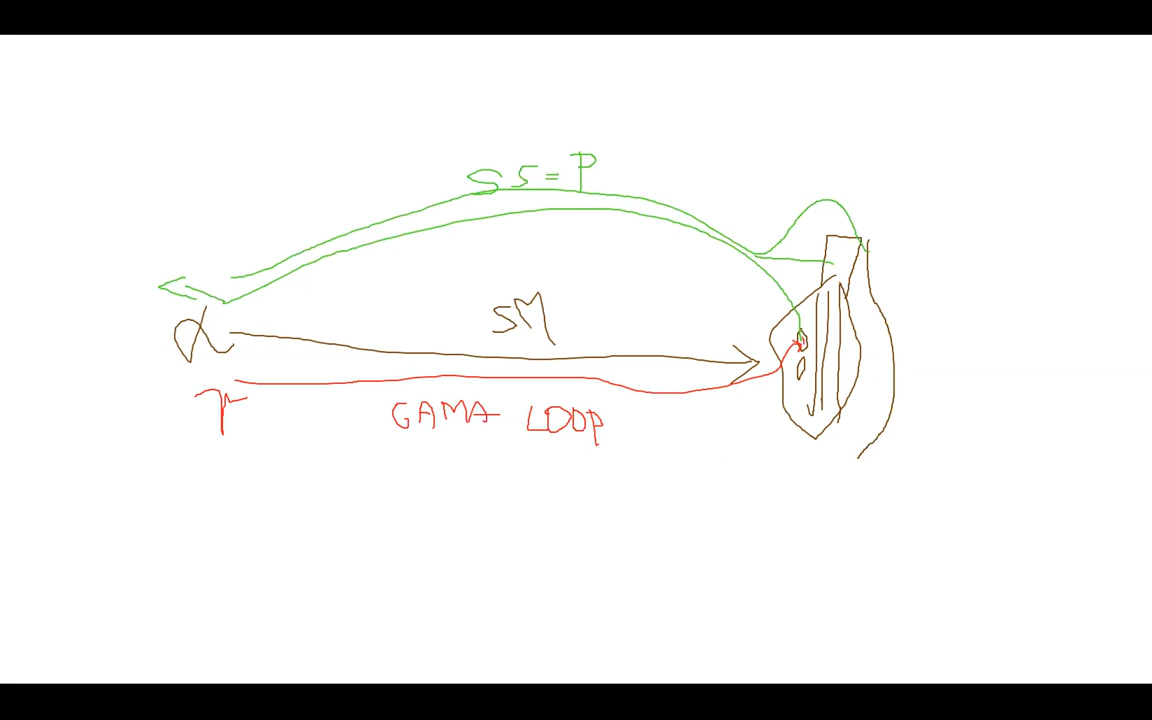 SS=P
α
SM
γ
GAMA LOOP